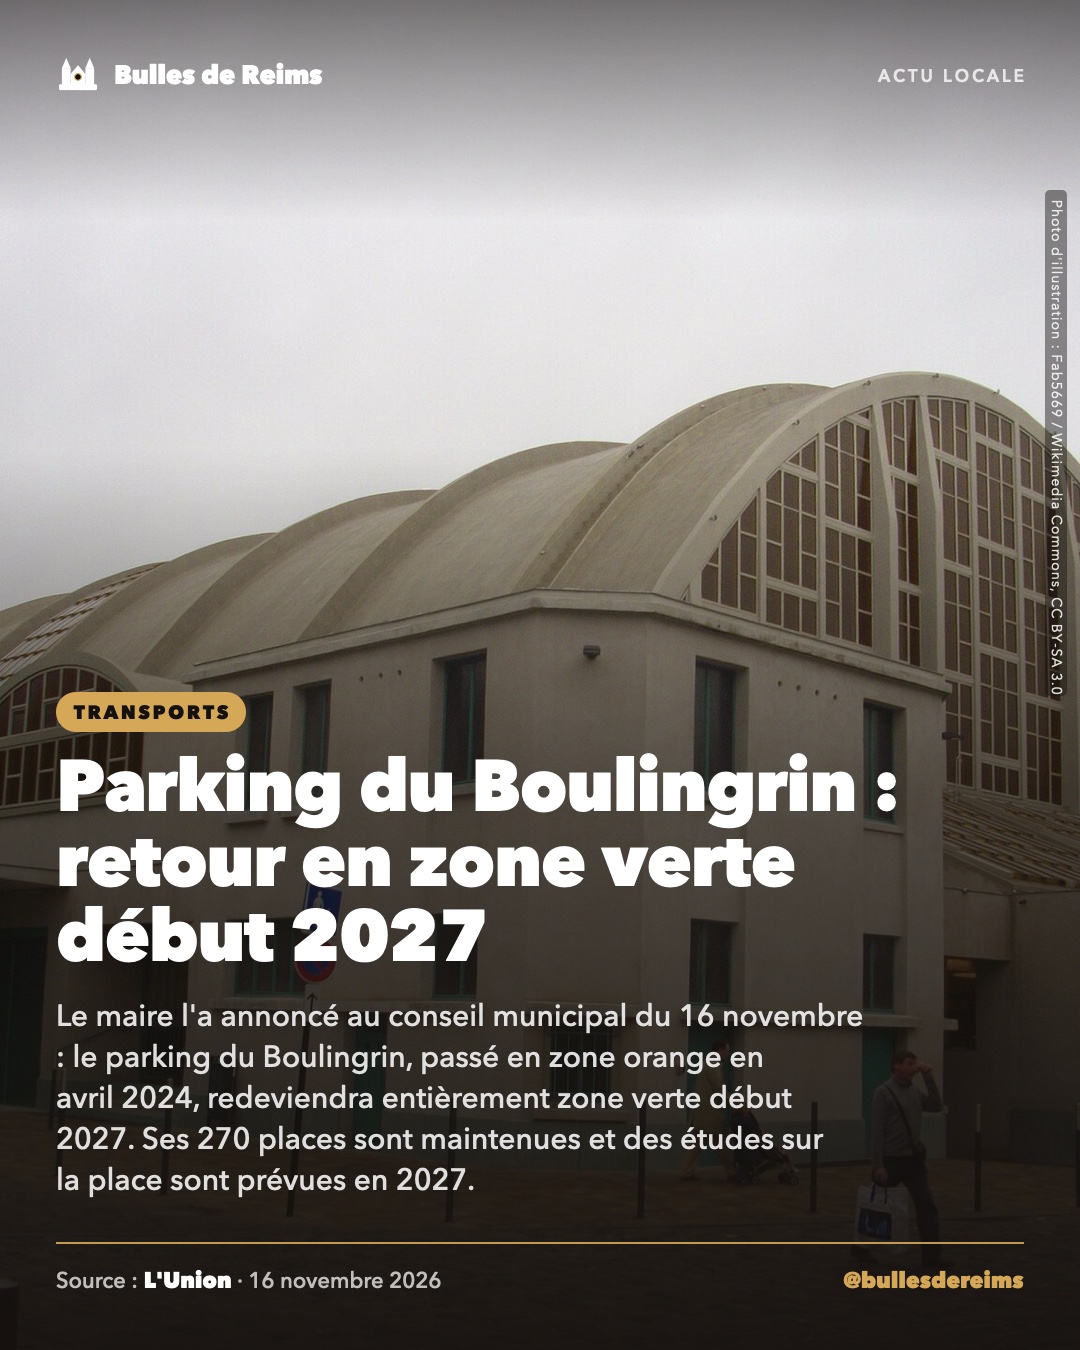 Bulles de Reims
ACTU LOCALE
Photo d'illustration : Fab5669 / Wikimedia Commons, CC BY-SA 3.0
TRANSPORTS
Parking du Boulingrin :
retour en zone verte
début 2027
Le maire l'a annoncé au conseil municipal du 16 novembre
: le parking du Boulingrin, passé en zone orange en
avril 2024, redeviendra entièrement zone verte début
2027. Ses 270 places sont maintenues et des études sur
la place sont prévues en 2027.
Source : L'Union · 16 novembre 2026
@bullesdereims